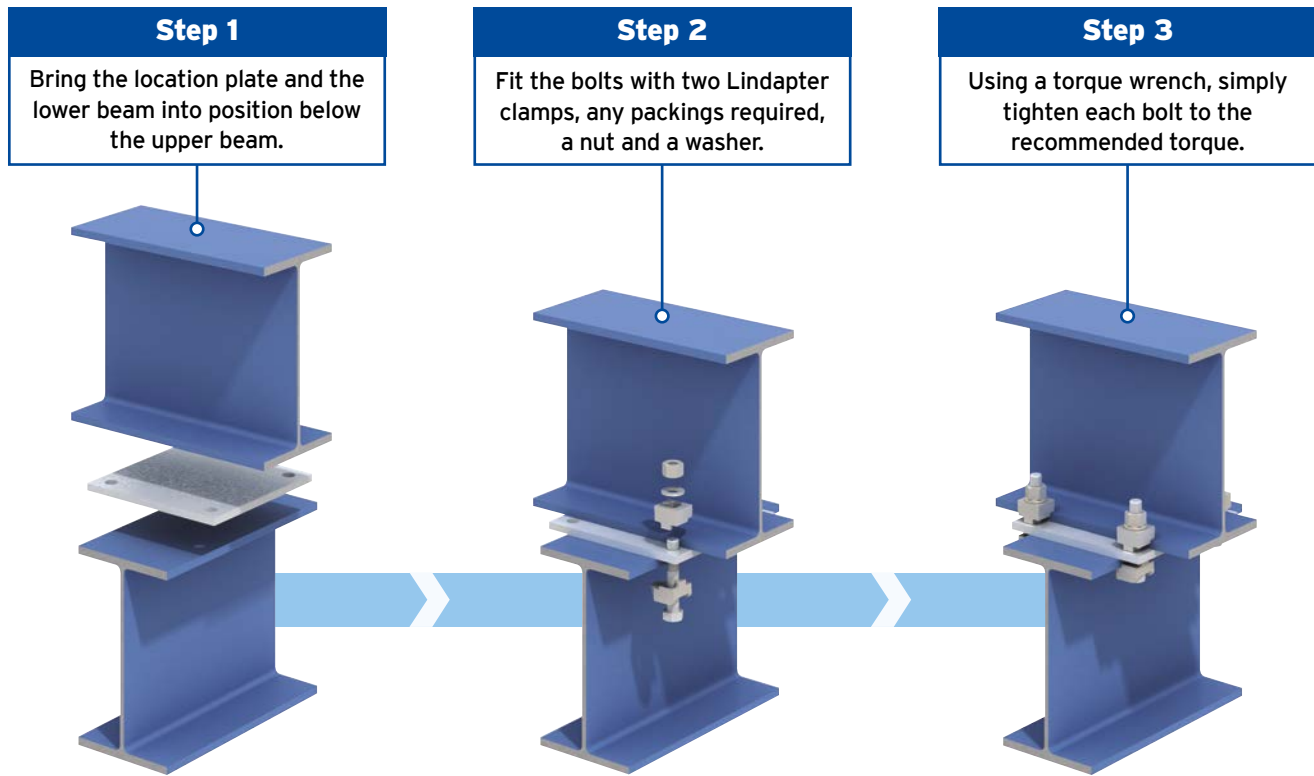 Step 1
Bring the location plate and the
lower beam into position below
the upper beam.
Step 2
Fit the bolts with two Lindapter
clamps, any packings required,
a nut and a washer.
Step 3
Using a torque wrench, simply
tighten each bolt to the
recommended torque.